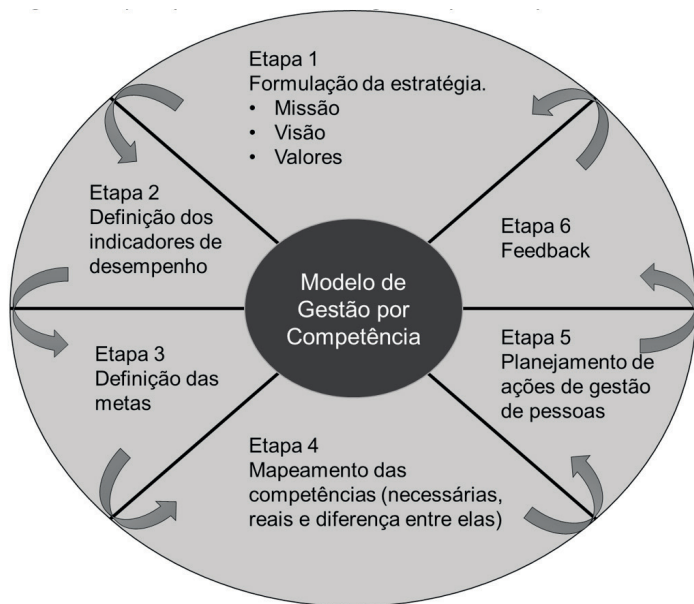 Etapa 1
Formulação da estratégia.
• Missão
• Visão
• Valores
Etapa 2
Definição dos
indicadores de
desempenho
Etapa 3
Definição das
metas
Etapa 4
Mapeamento das
competências (necessárias,
reais e diferença entre elas)
Etapa 5
Planejamento de
ações de gestão
de pessoas
Etapa 6
Feedback
Modelo de
Gestão por
Competência